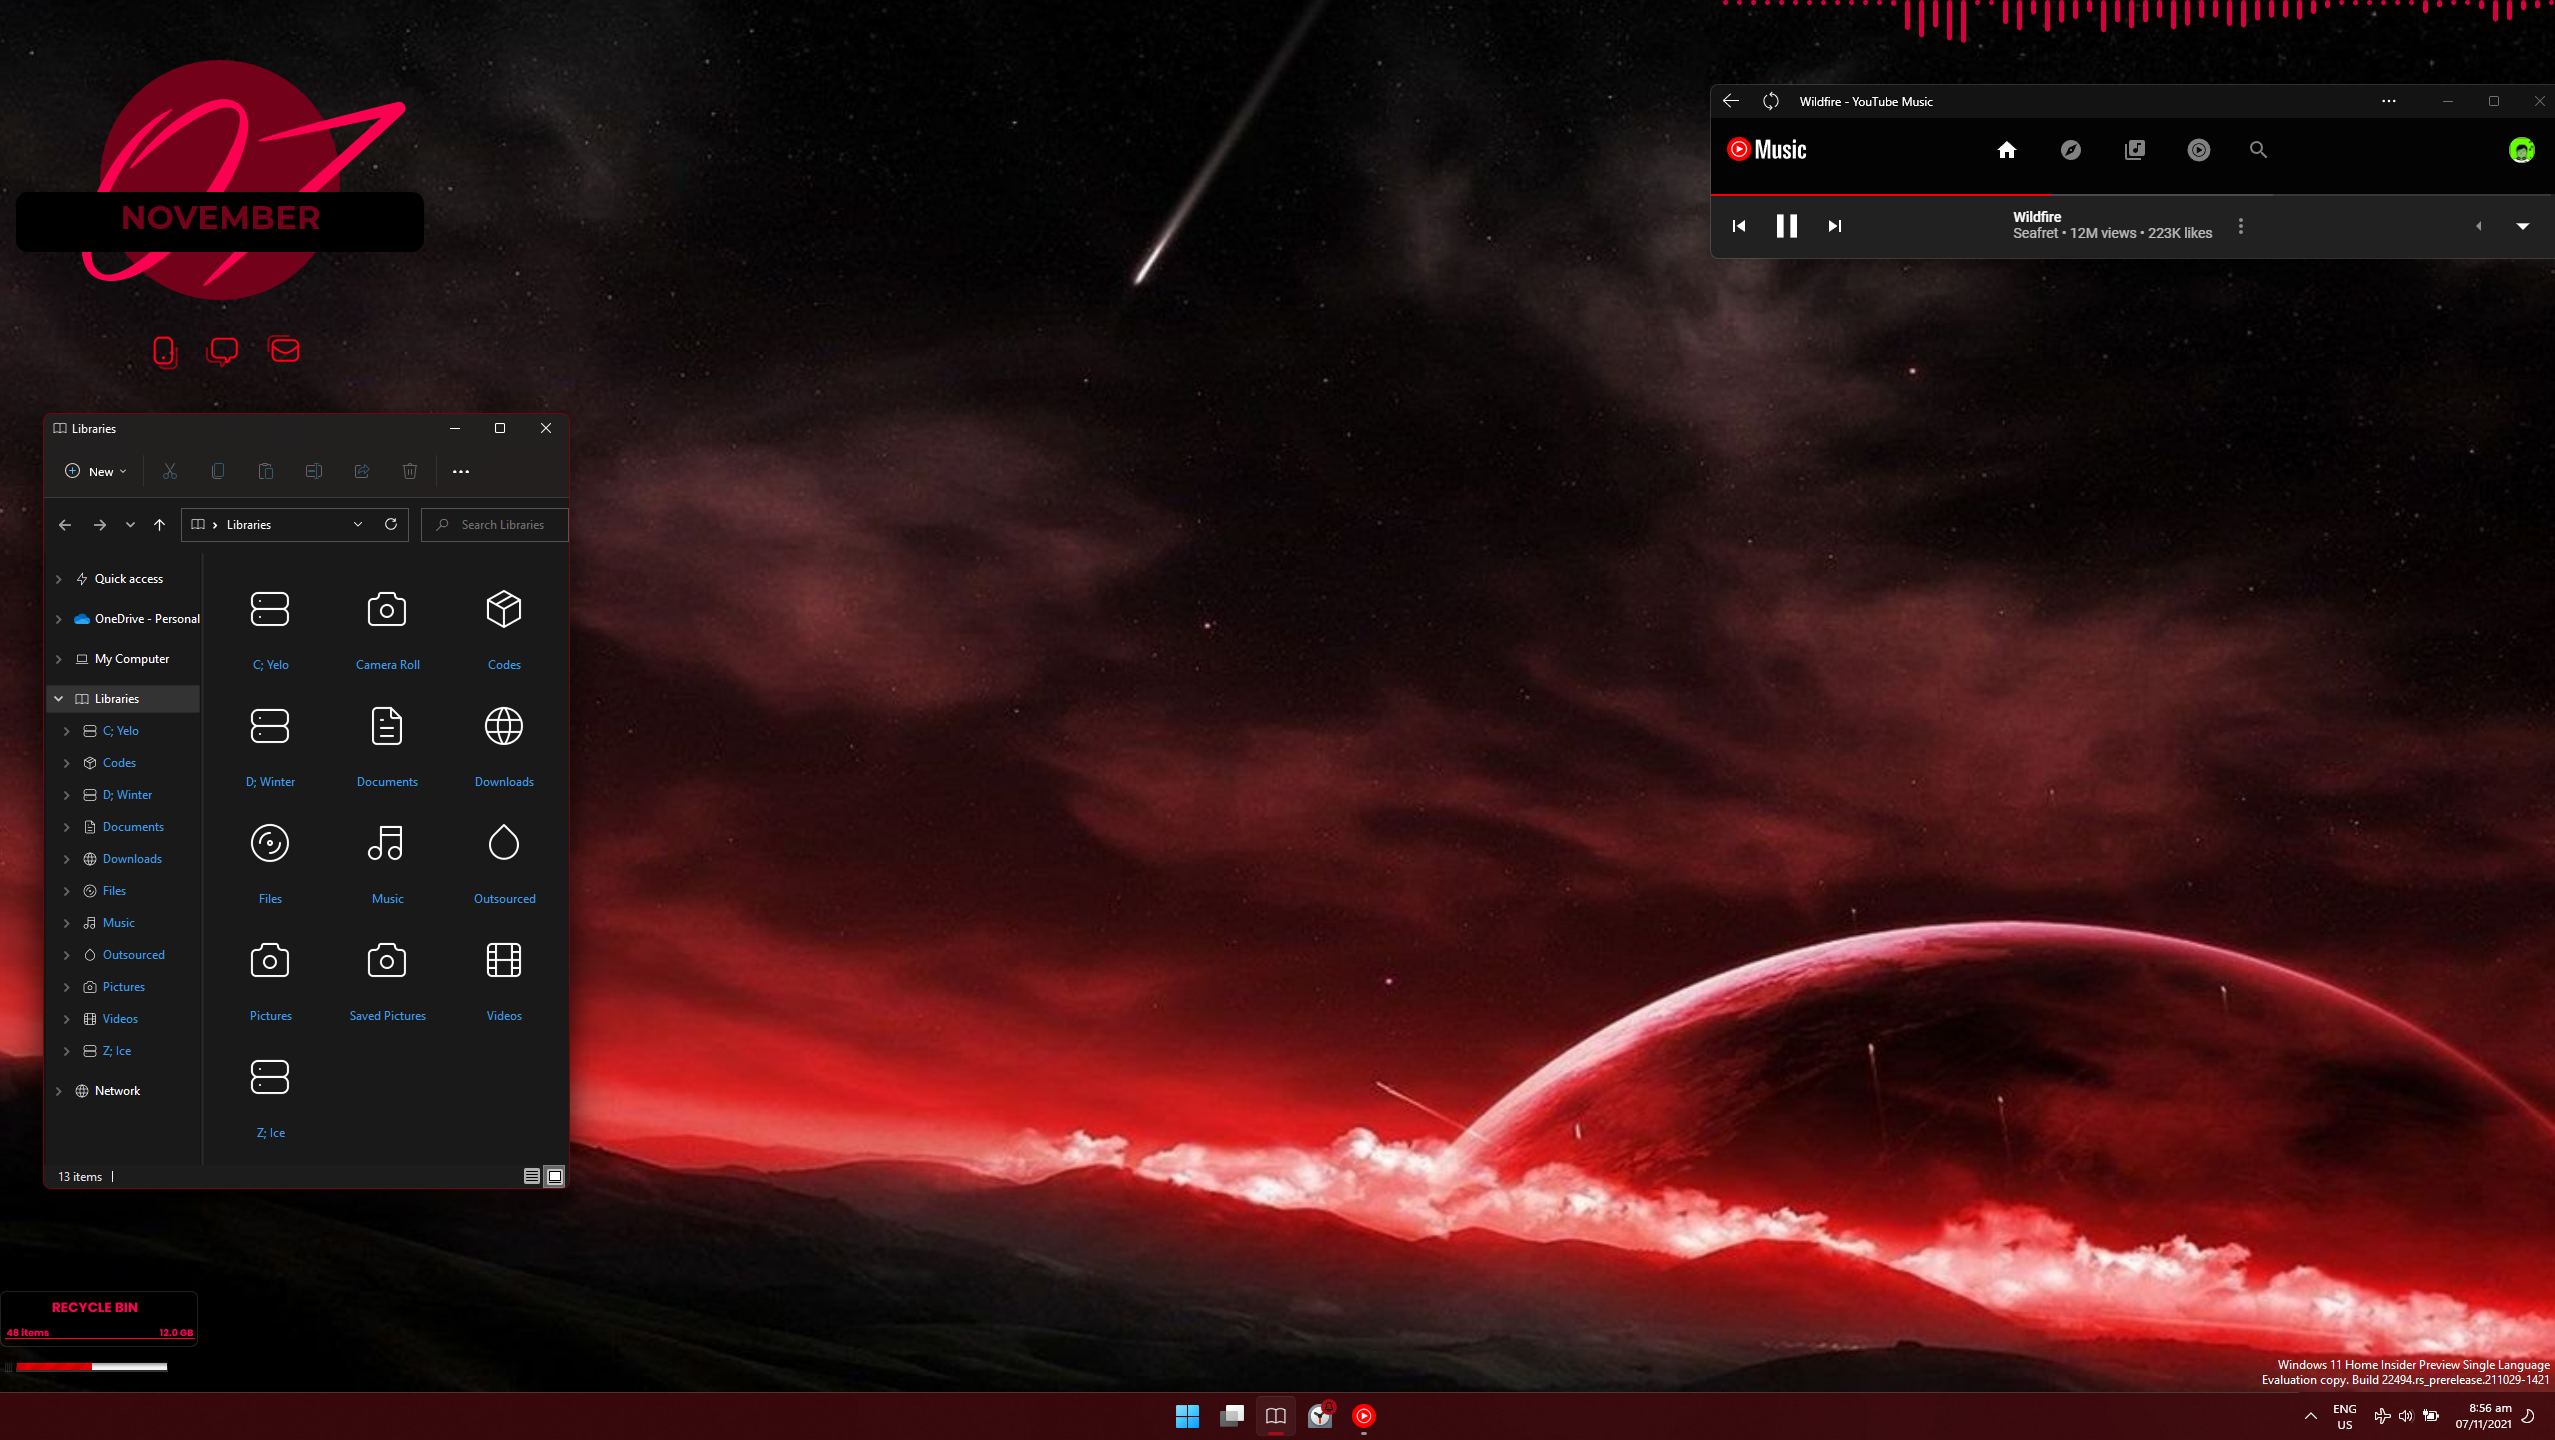 07
NOVEMBER
Wildfire - YouTube Music
Music
Wildfire
Seafret • 12M views • 223K likes
Libraries
New
Libraries
Search Libraries
Quick access
OneDrive - Personal
My Computer
Libraries
C; Yelo
Codes
D; Winter
Documents
Downloads
Files
Music
Outsourced
Pictures
Videos
Z; Ice
Network
C; Yelo
Camera Roll
Codes
D; Winter
Documents
Downloads
Files
Music
Outsourced
Pictures
Saved Pictures
Videos
Z; Ice
13 items
RECYCLE BIN
48 items
12.0 GB
Windows 11 Home Insider Preview Single Language
Evaluation copy. Build 22494.rs_prerelease.211029-1421
ENG
US
8:56 am
07/11/2021